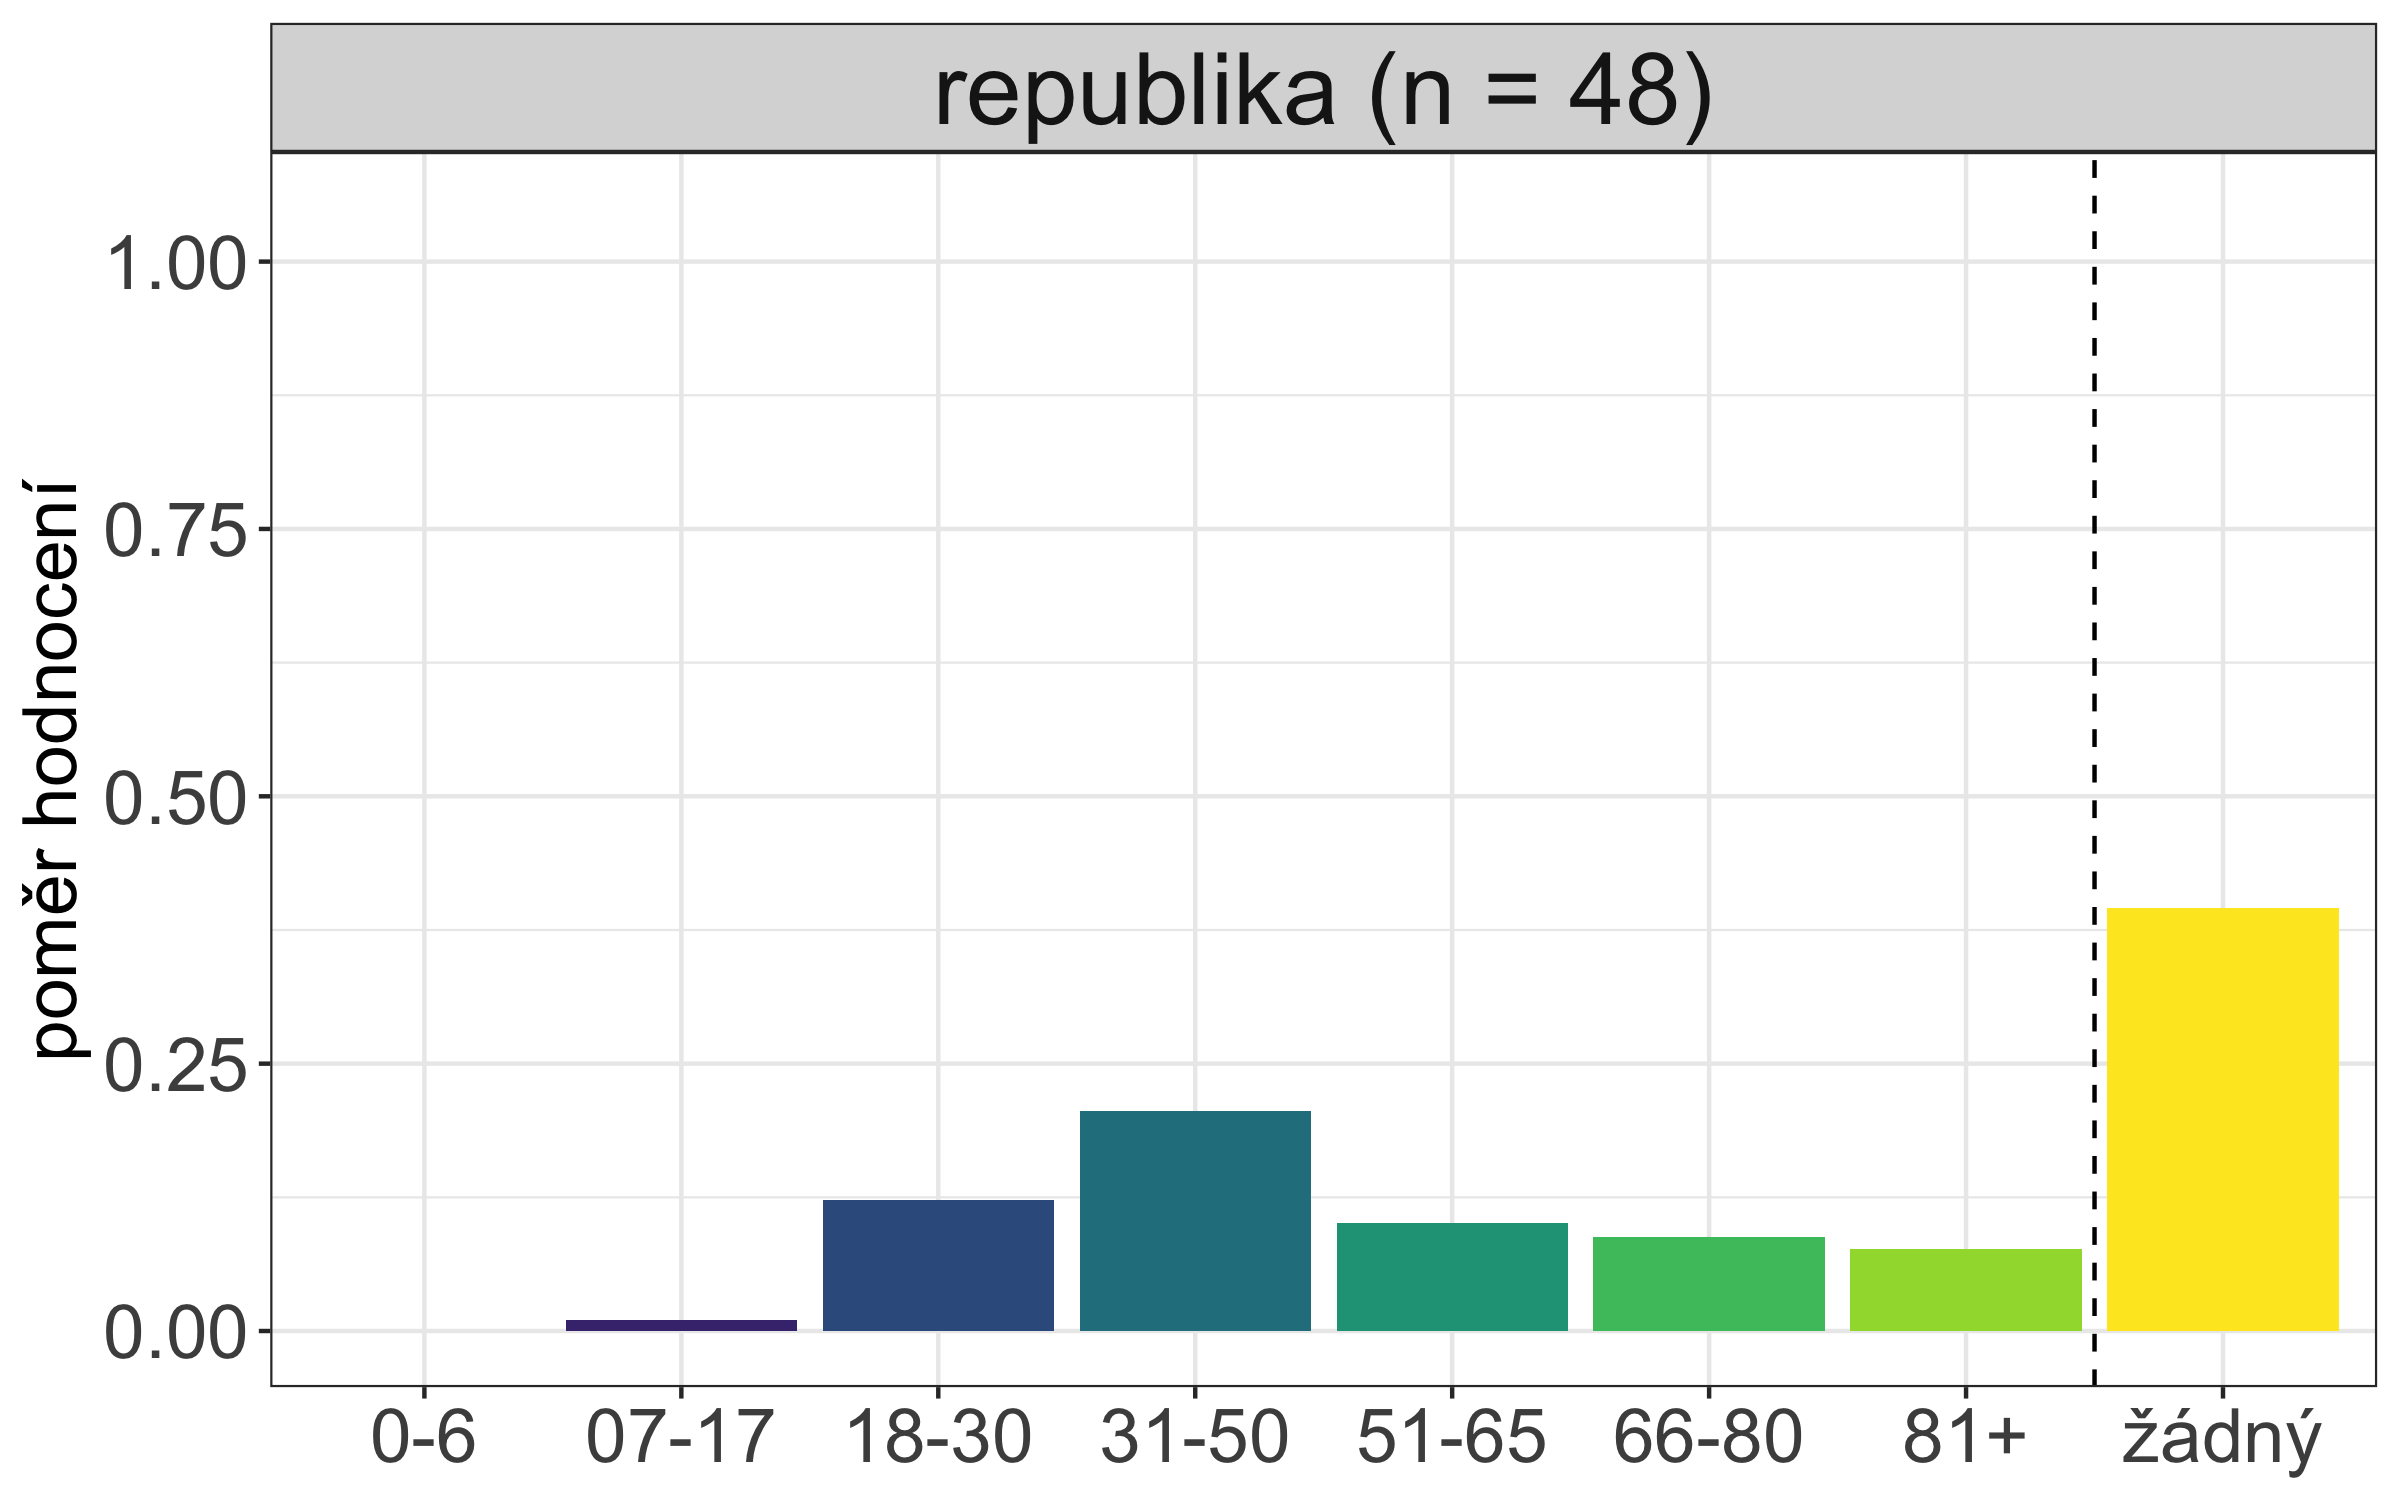 republika (n = 48)
poměr hodnocení
1.00
0.75
0.50
0.25
0.00
0-6 07-17 18-30 31-50 51-65 66-80 81+ žádný